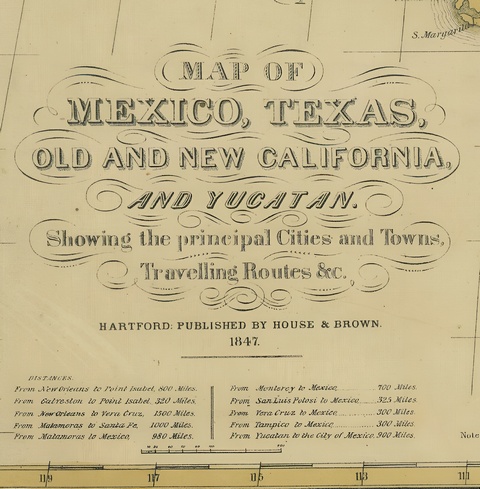 S. Margarita
MAP OF
MEXICO, TEXAS,
OLD AND NEW CALIFORNIA,
AND YUCATAN.
Showing the principal Cities and Towns,
Travelling Routes &c.
HARTFORD: PUBLISHED BY HOUSE & BROWN.
1847.
DISTANCES.
From New Orleans to Point Isabel, 800 Miles.
From Galveston to Point Isabel, 320 Miles.
From New Orleans to Vera Cruz, 1500 Miles.
From Matamoras to Santa Fe, 1000 Miles.
From Matamoras to Mexico, 980 Miles.
From Monterey to Mexico, 700 Miles.
From San Luis Potosi to Mexico, 325 Miles.
From Vera Cruz to Mexico, 300 Miles.
From Tampico to Mexico, 300 Miles.
From Yucatan to the City of Mexico, 900 Miles.
Note
119 117 115 113 111